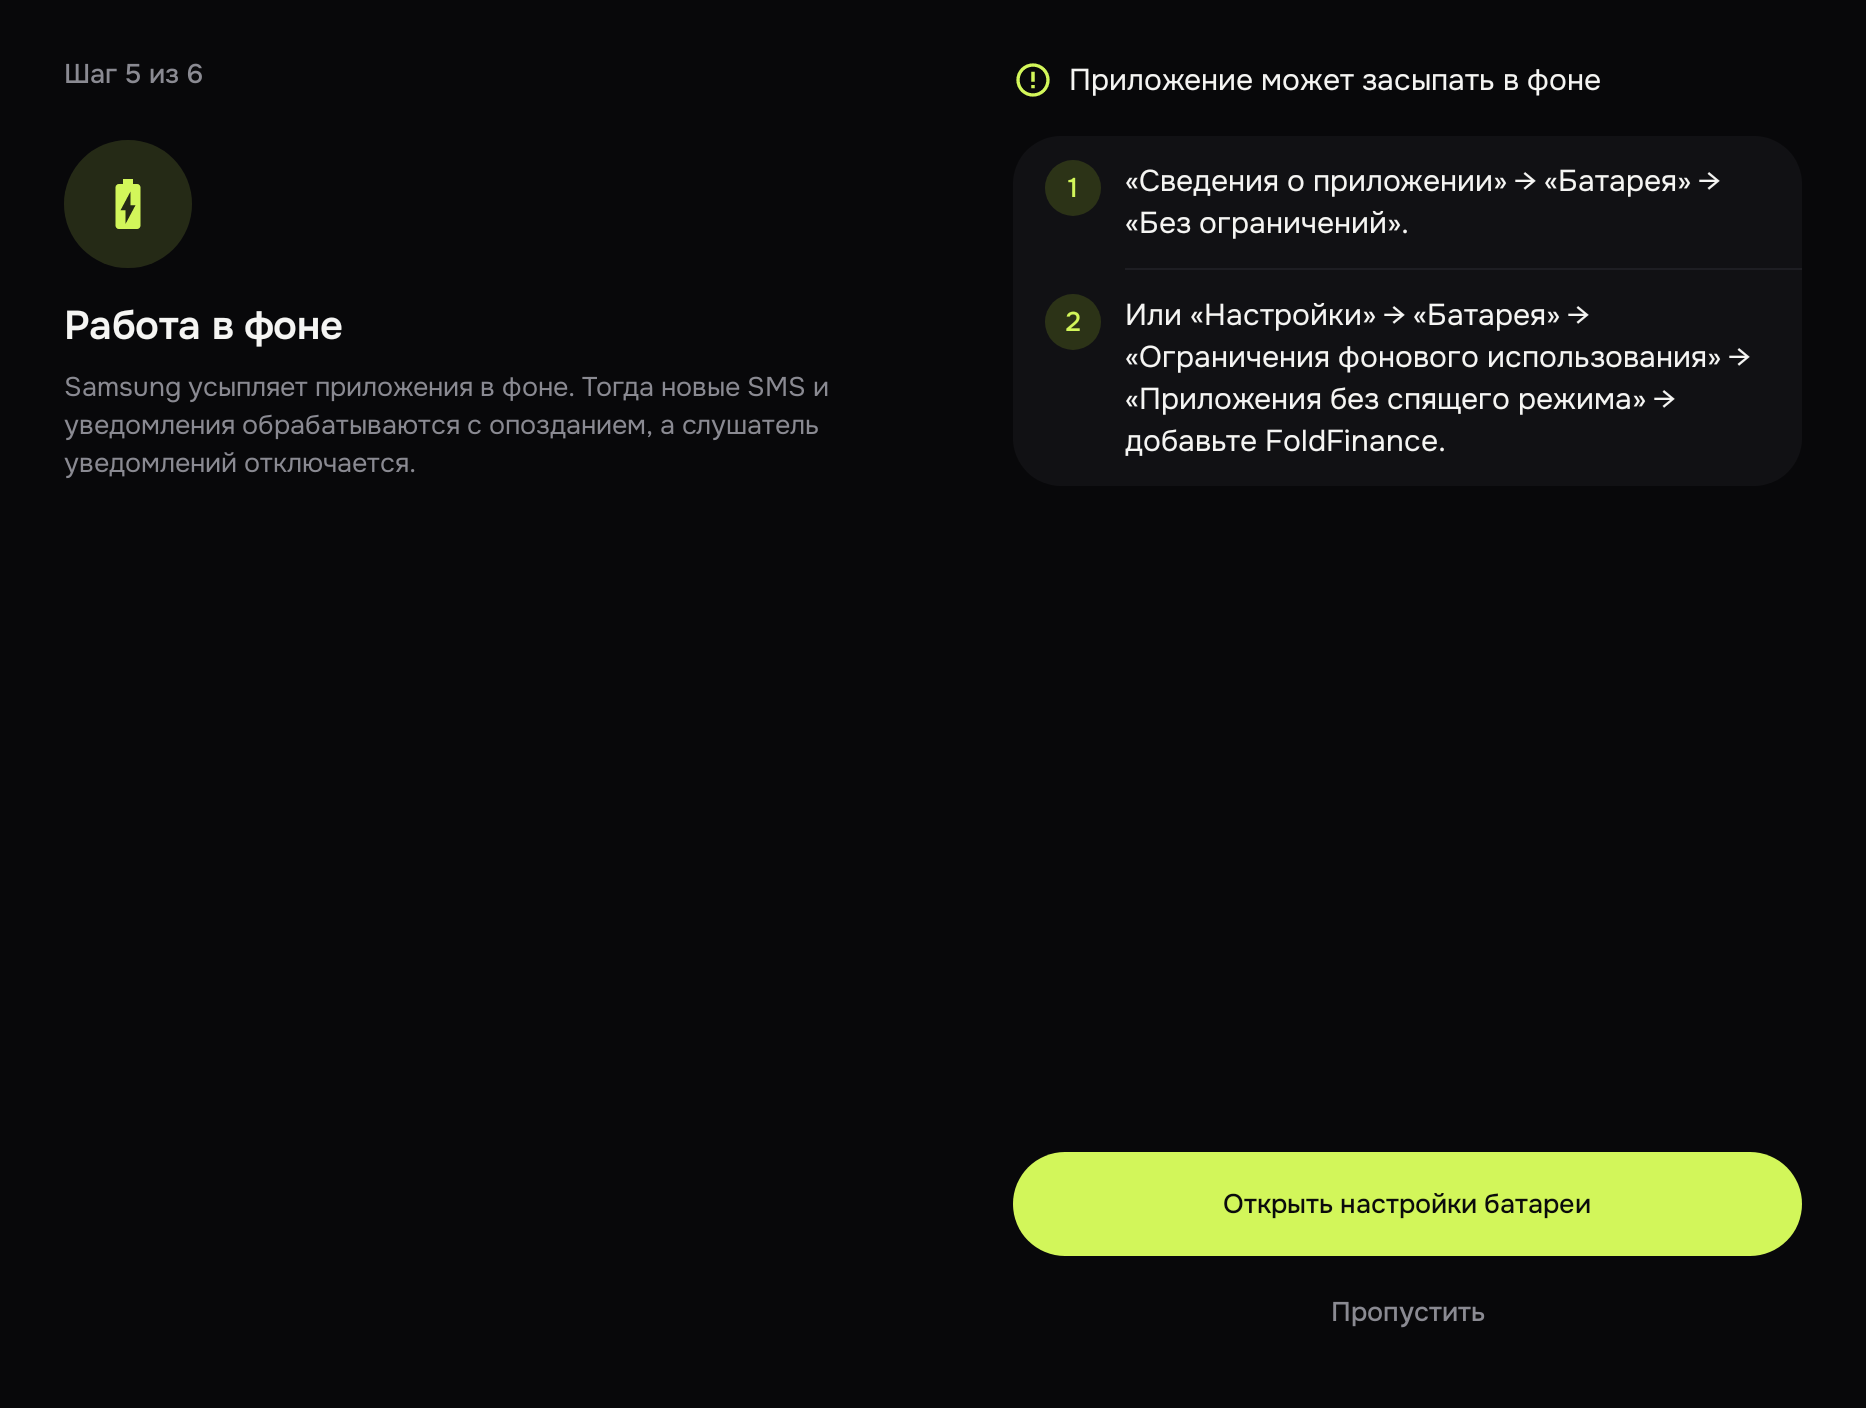 Шаг 5 из 6
Работа в фоне
Samsung усыпляет приложения в фоне. Тогда новые SMS и
уведомления обрабатываются с опозданием, а слушатель
уведомлений отключается.
Приложение может засыпать в фоне
1
«Сведения о приложении» → «Батарея» →
«Без ограничений».
2
Или «Настройки» → «Батарея» →
«Ограничения фонового использования» →
«Приложения без спящего режима» →
добавьте FoldFinance.
Открыть настройки батареи
Пропустить